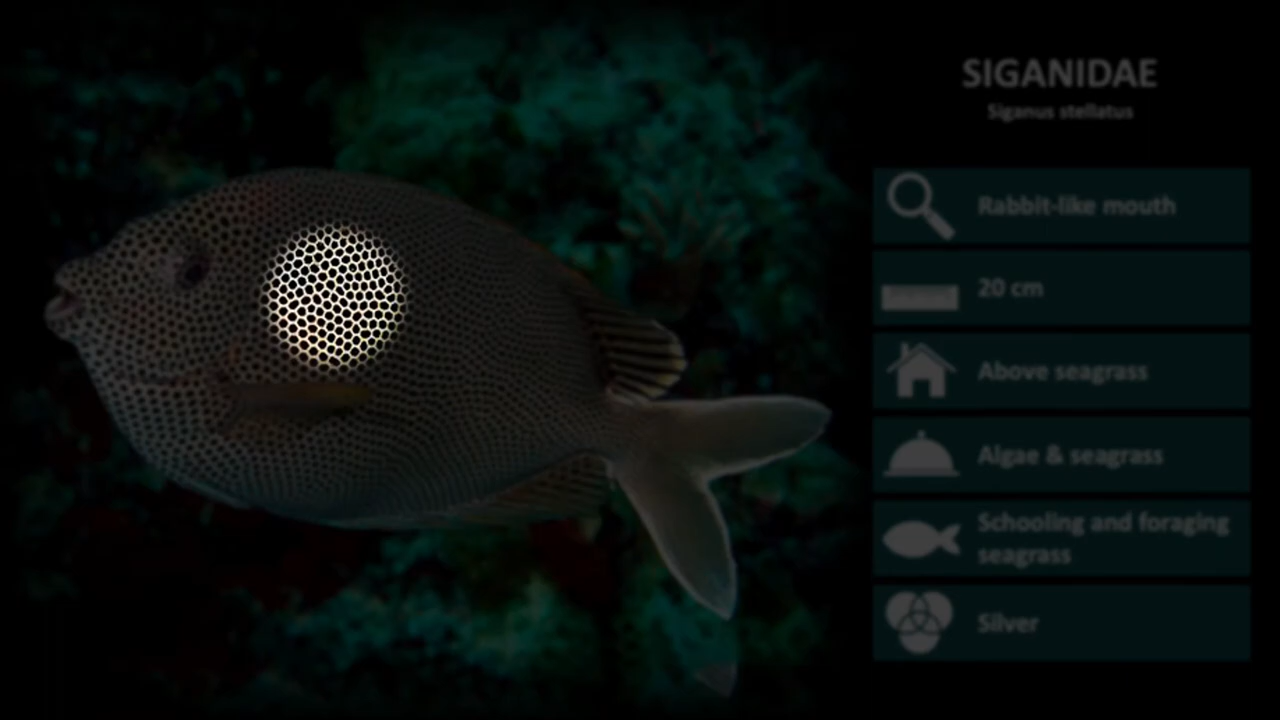 SIGANIDAE
Siganus stellatus
Rabbit-like mouth
20 cm
Above seagrass
Algae & seagrass
Schooling and foraging
seagrass
Silver